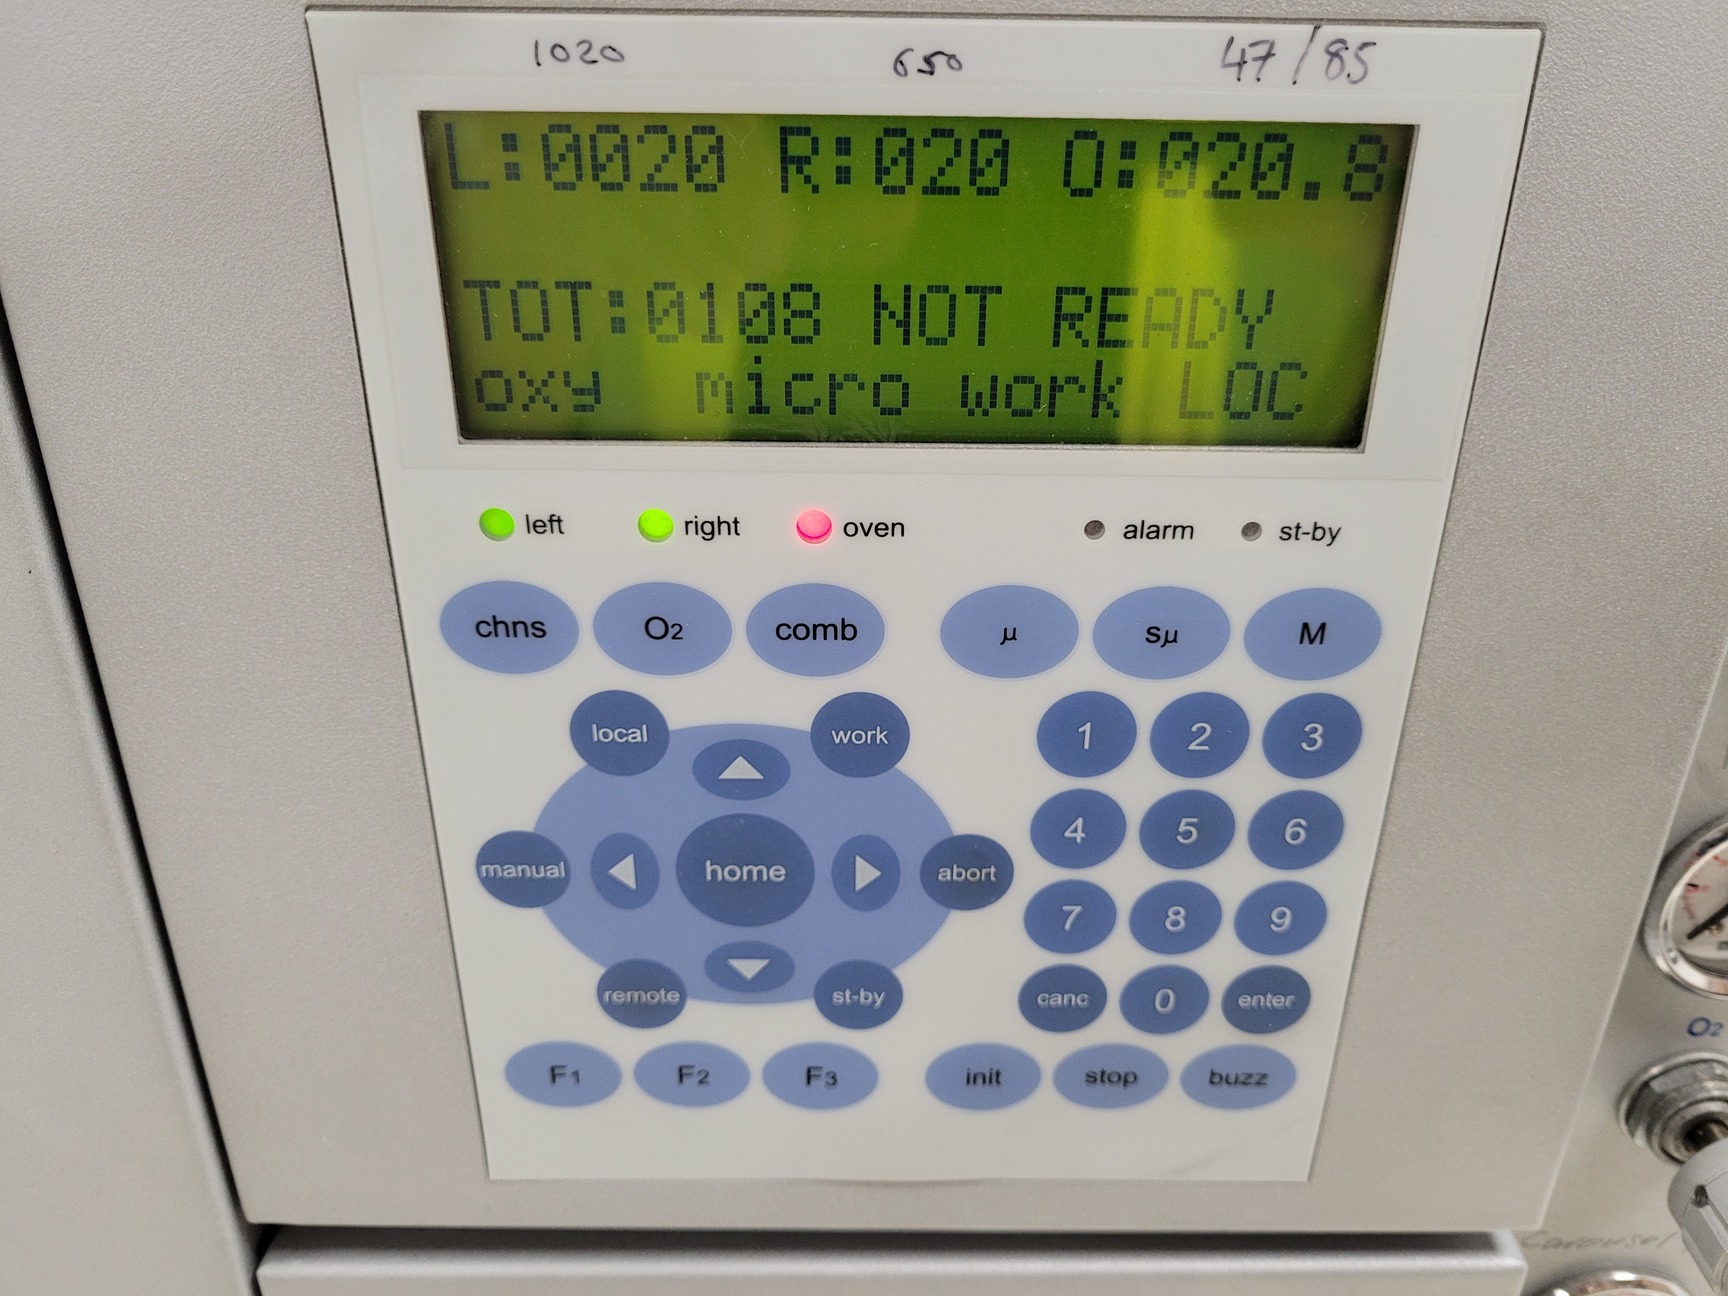 1020 650 47/85
L:0020 R:020 O:020.8
TOT:0108 NOT READY
oxy micro work LOC
left right oven alarm st-by
chns O2 comb μ sμ M
local work 1 2 3
manual home abort 4 5 6
7 8 9
remote st-by canc 0 enter
F1 F2 F3 init stop buzz
O2
Carousel